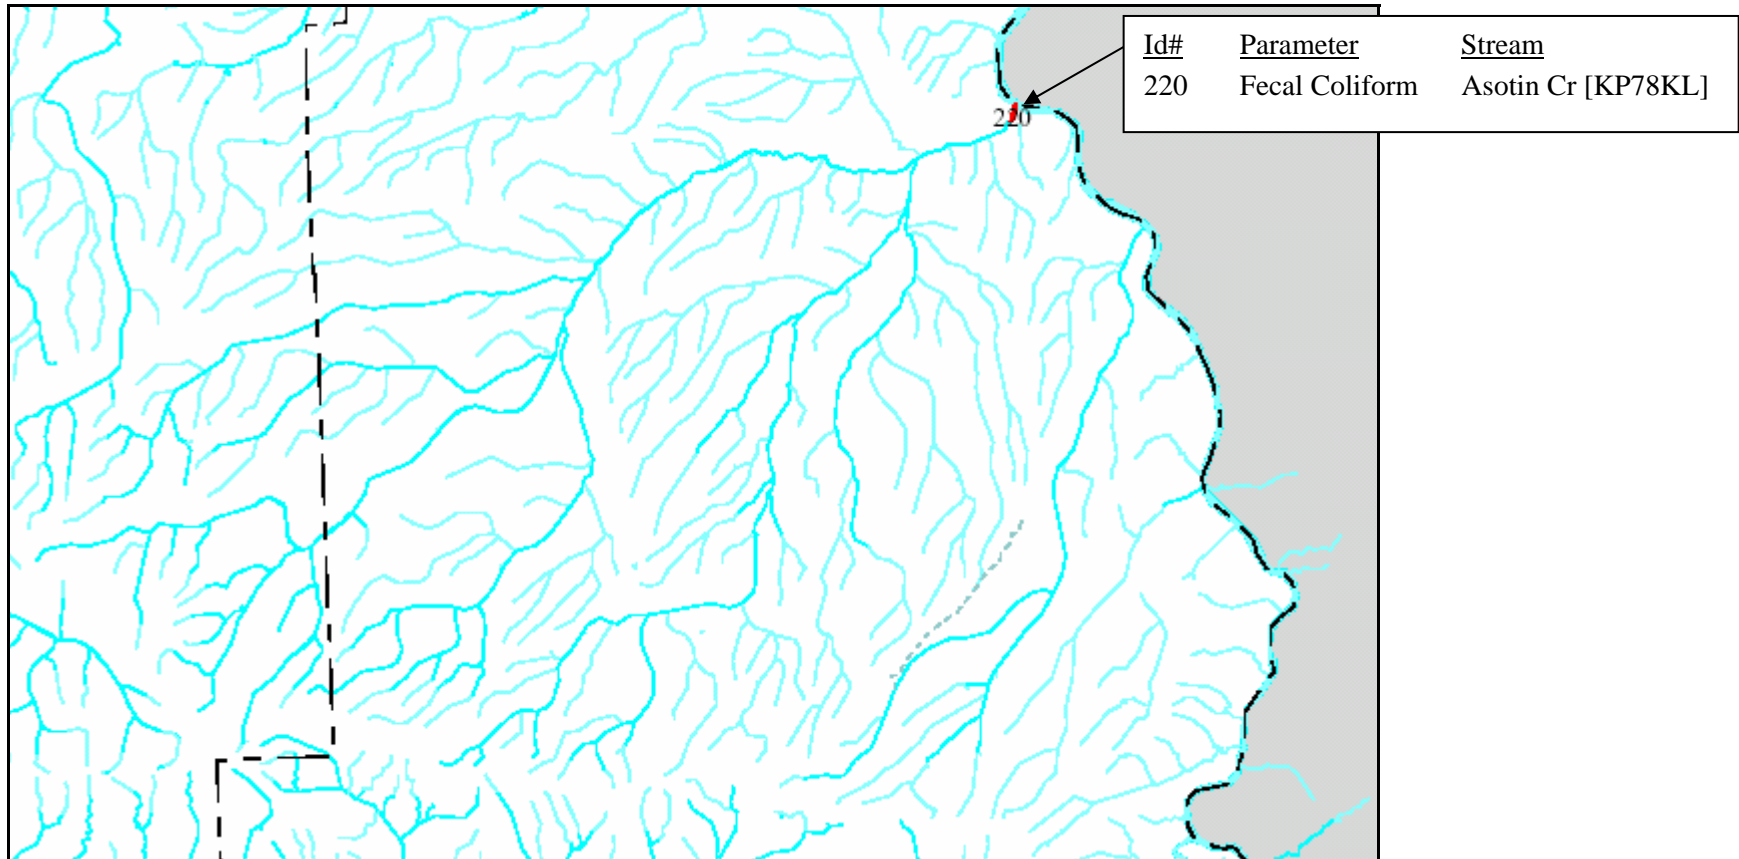 Id# Parameter Stream
220 Fecal Coliform Asotin Cr [KP78KL]
220